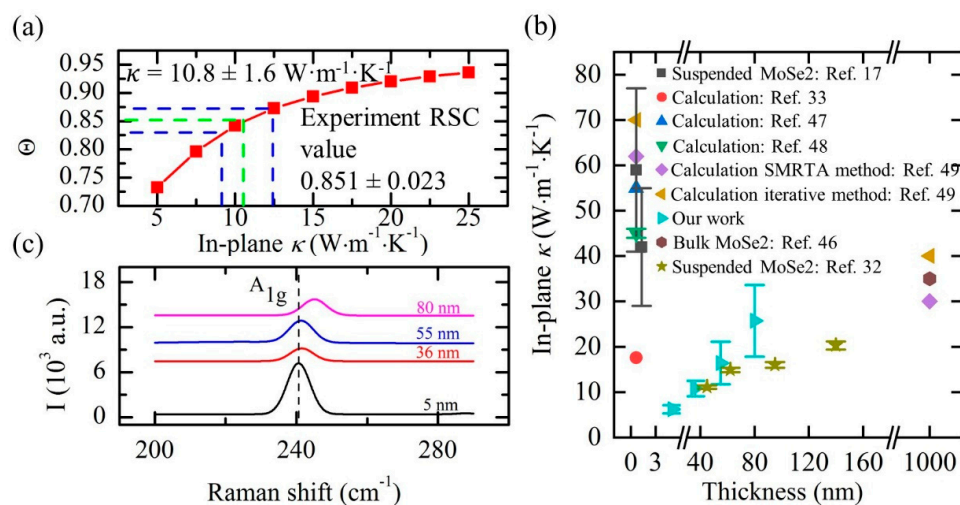 (a)
κ = 10.8 ± 1.6 W·m⁻¹·K⁻¹
Experiment RSC
value
0.851 ± 0.023
0.95
0.90
0.85
0.80
0.75
0.70
Θ
5 10 15 20 25
In-plane κ (W·m⁻¹·K⁻¹)
(c)
A1g
80 nm
55 nm
36 nm
5 nm
18
12
6
0
I (10³ a.u.)
200 240 280
Raman shift (cm⁻¹)
(b)
Suspended MoSe2: Ref. 17
Calculation: Ref. 33
Calculation: Ref. 47
Calculation: Ref. 48
Calculation SMRTA method: Ref. 49
Calculation iterative method: Ref. 49
Our work
Bulk MoSe2: Ref. 46
Suspended MoSe2: Ref. 32
80
70
60
50
40
30
20
10
0
In-plane κ (W·m⁻¹·K⁻¹)
0 3 40 80 120 160 1000
Thickness (nm)